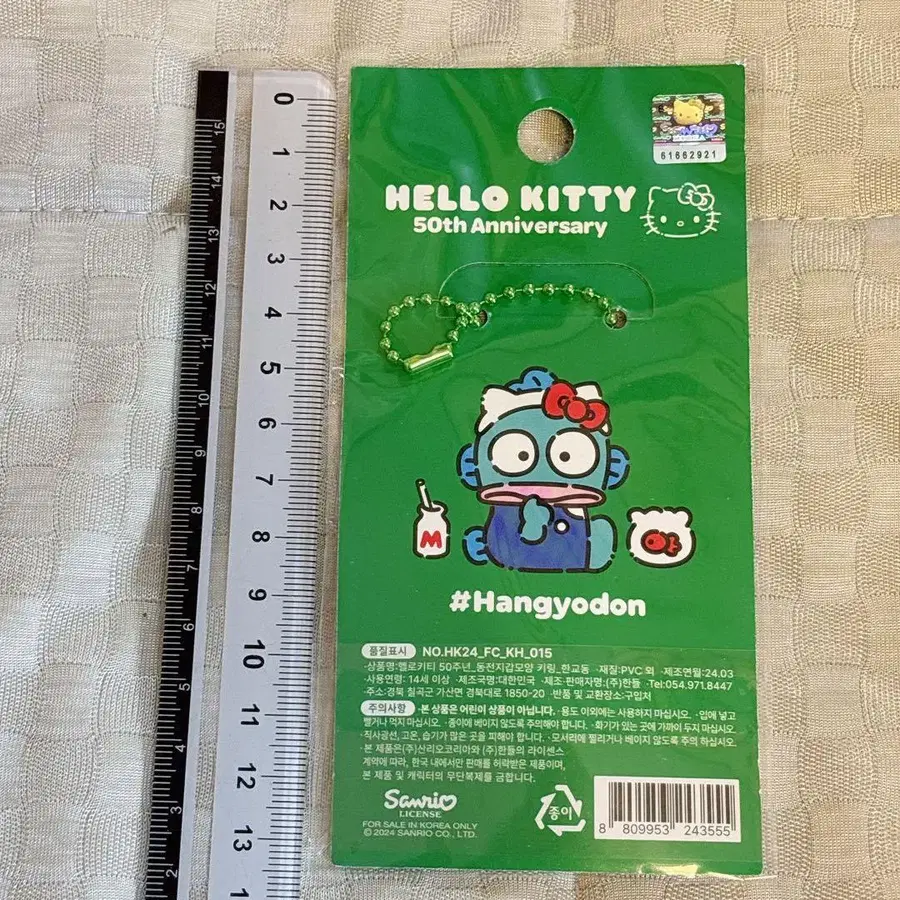 61662921
HELLO KITTY
50th Anniversary
M
#Hangyodon
품질표시 NO.HK24_FC_KH_015
·상품명:헬로키티 50주년_동전지갑모양 키링_한교동 ·재질:PVC 외 ·제조연월:24.03
·사용연령:14세 이상 ·제조국명:대한민국 ·제조·판매자명:(주)한들 ·Tel:054.971.8447
·주소:경북 칠곡군 가산면 경북대로 1850-20 ·반품 및 교환장소:구입처
주의사항 ·본 상품은 어린이 상품이 아닙니다. ·용도 이외에는 사용하지 마십시오. ·입에 넣고
빨거나 먹지 마십시오. ·종이에 베이지 않도록 주의해야 합니다. ·화기가 있는 곳에 가까이 두지 마십시오.
·직사광선, 고온, 습기가 많은 곳을 피해야 합니다. ·모서리에 찔리거나 베이지 않도록 주의 하십시오.
·본 제품은(주)산리오코리아와 (주)한들의 라이센스
계약에 따라, 한국 내에서만 판매를 허락받은 제품이며,
본 제품 및 캐릭터의 무단복제를 금합니다.
Sanrio
LICENSE
FOR SALE IN KOREA ONLY
©2024 SANRIO CO., LTD.
종이
8 809953 243555
0 1 2 3 4 5 6 7 8 9 10 11 12 13
15 14 13 12 10 9 8 7 6 5 4 3 2